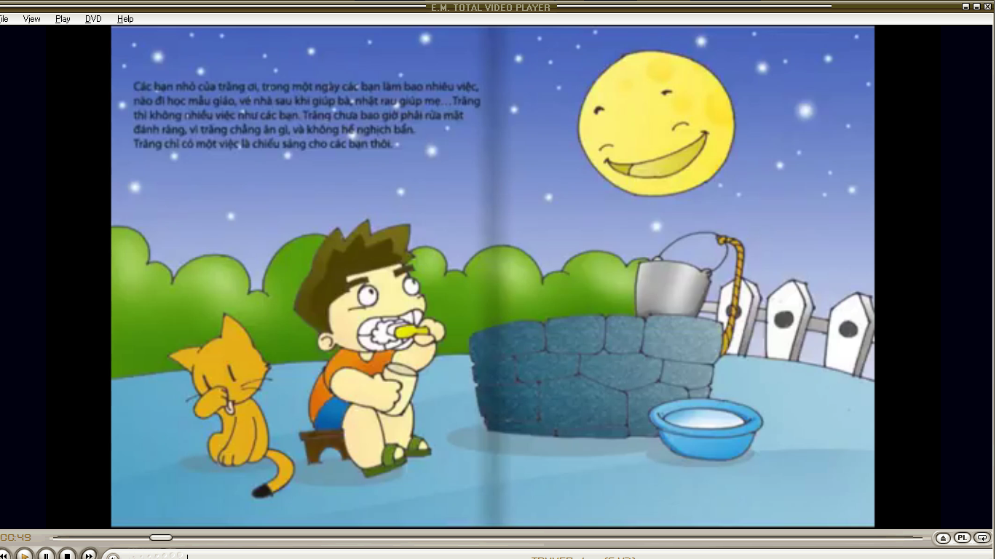 E.M. TOTAL VIDEO PLAYER
ile View Play DVD Help
Các bạn nhỏ của trăng ơi, trong một ngày các bạn làm bao nhiêu việc,
nào đi học mẫu giáo, về nhà sau khi giúp bà, nhặt rau giúp mẹ...Trăng
thì không nhiều việc như các bạn. Trăng chưa bao giờ phải rửa mặt
đánh răng, vì trăng chẳng ăn gì, và không hề nghịch bẩn.
Trăng chỉ có một việc là chiếu sáng cho các bạn thôi.
00:49
PL